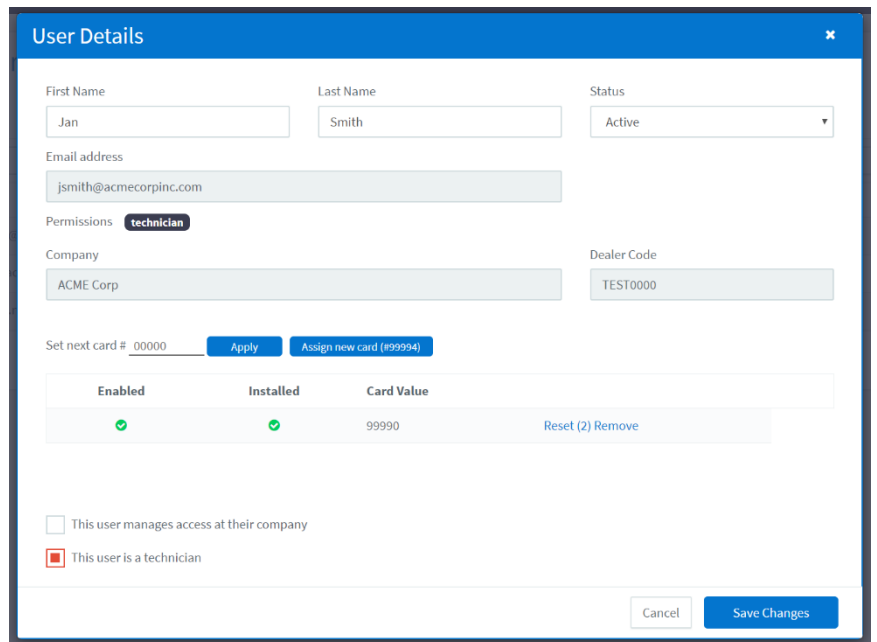 User Details ×
First Name Last Name Status
Jan Smith Active
Email address
jsmith@acmecorpinc.com
Permissions technician
Company Dealer Code
ACME Corp TEST0000
Set next card # 00000 Apply Assign new card (#99994)
Enabled Installed Card Value
99990 Reset (2) Remove
This user manages access at their company
This user is a technician
Cancel Save Changes